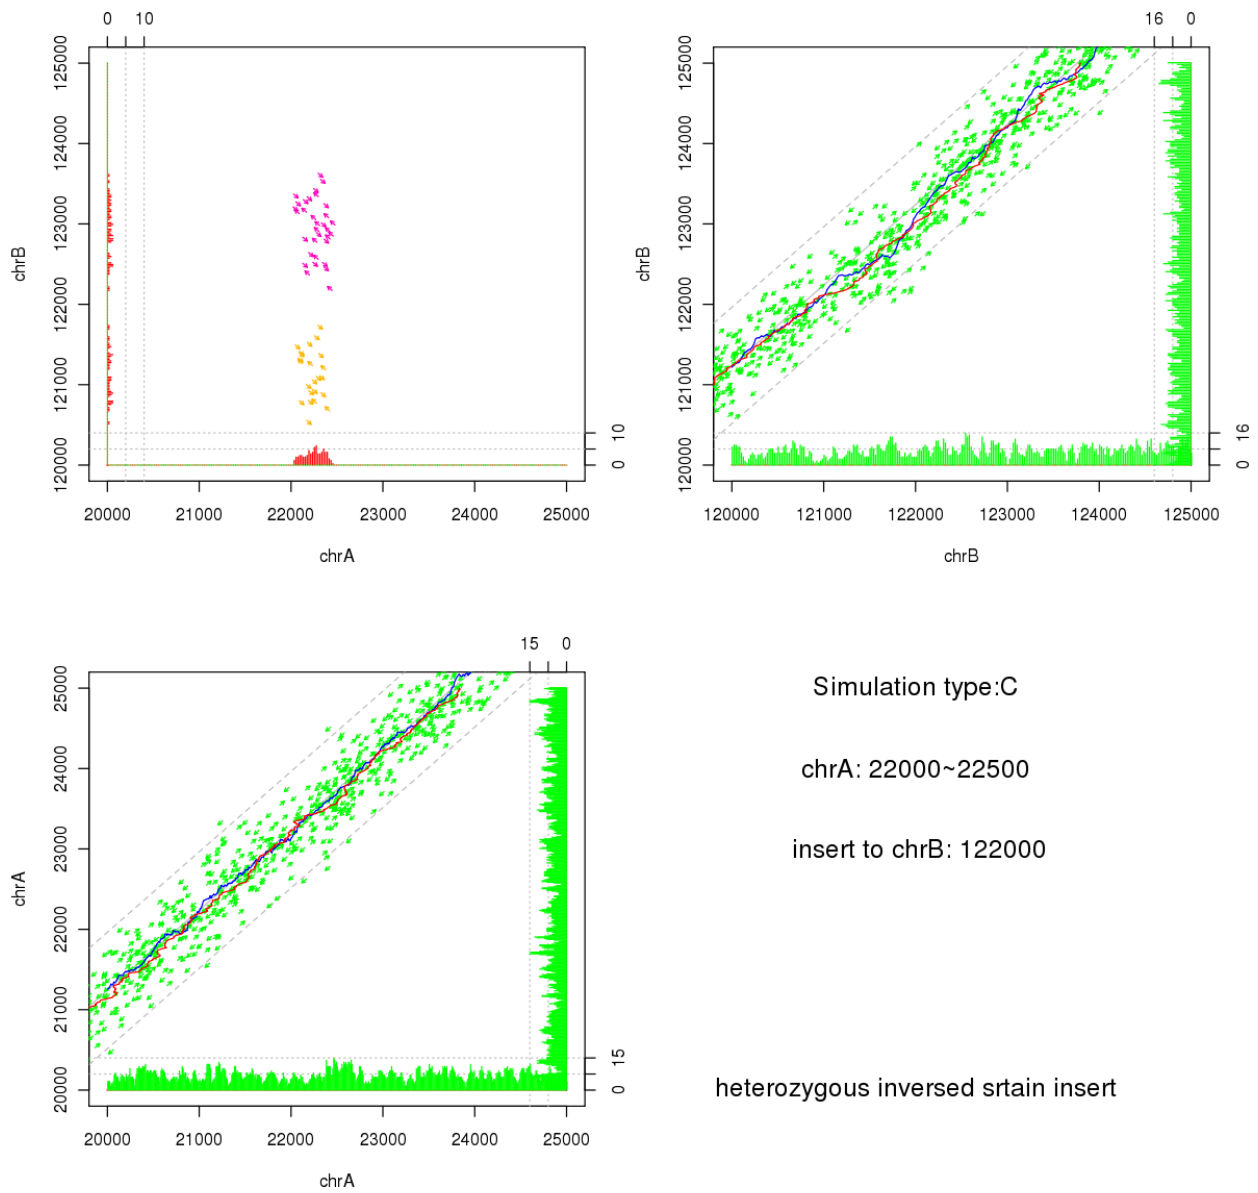 0 10
125000
124000
123000
122000
121000
120000
chrB
10
0
20000 21000 22000 23000 24000 25000
chrA
16 0
125000
124000
123000
122000
121000
120000
chrB
16
0
120000 121000 122000 123000 124000 125000
chrB
15 0
25000
24000
23000
22000
21000
20000
chrA
15
0
20000 21000 22000 23000 24000 25000
chrA
Simulation type:C
chrA: 22000~22500
insert to chrB: 122000
heterozygous inversed srtain insert